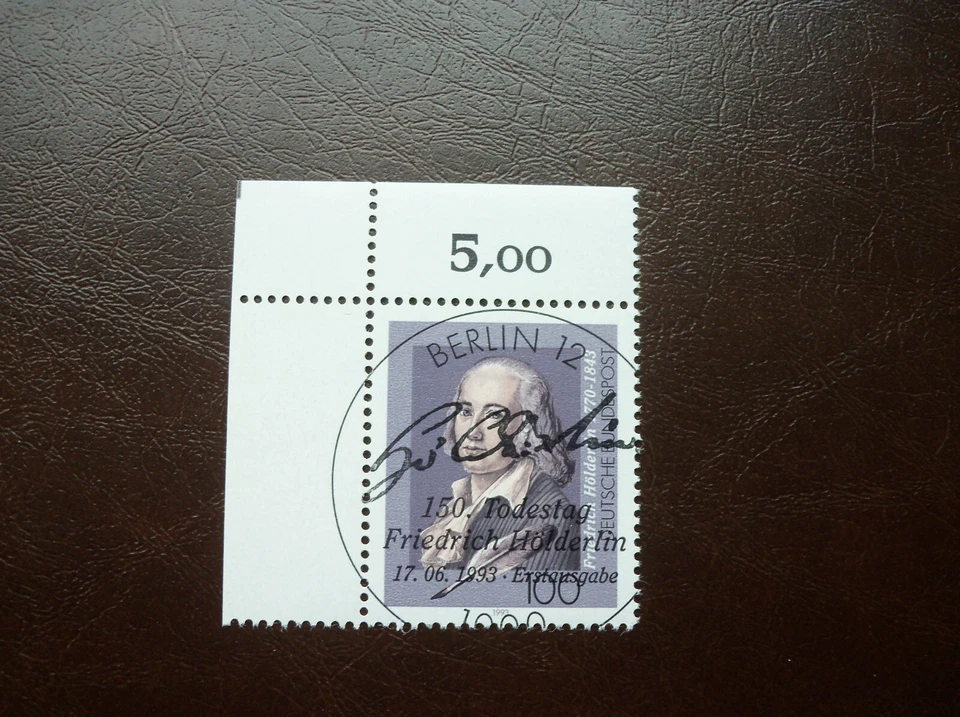 5,00
BERLIN 12
Friedrich Hölderlin 1770-1843
DEUTSCHE BUNDESPOST
150. Todestag
Friedrich Hölderlin
17. 06. 1993 · Erstausgabe
100
1993